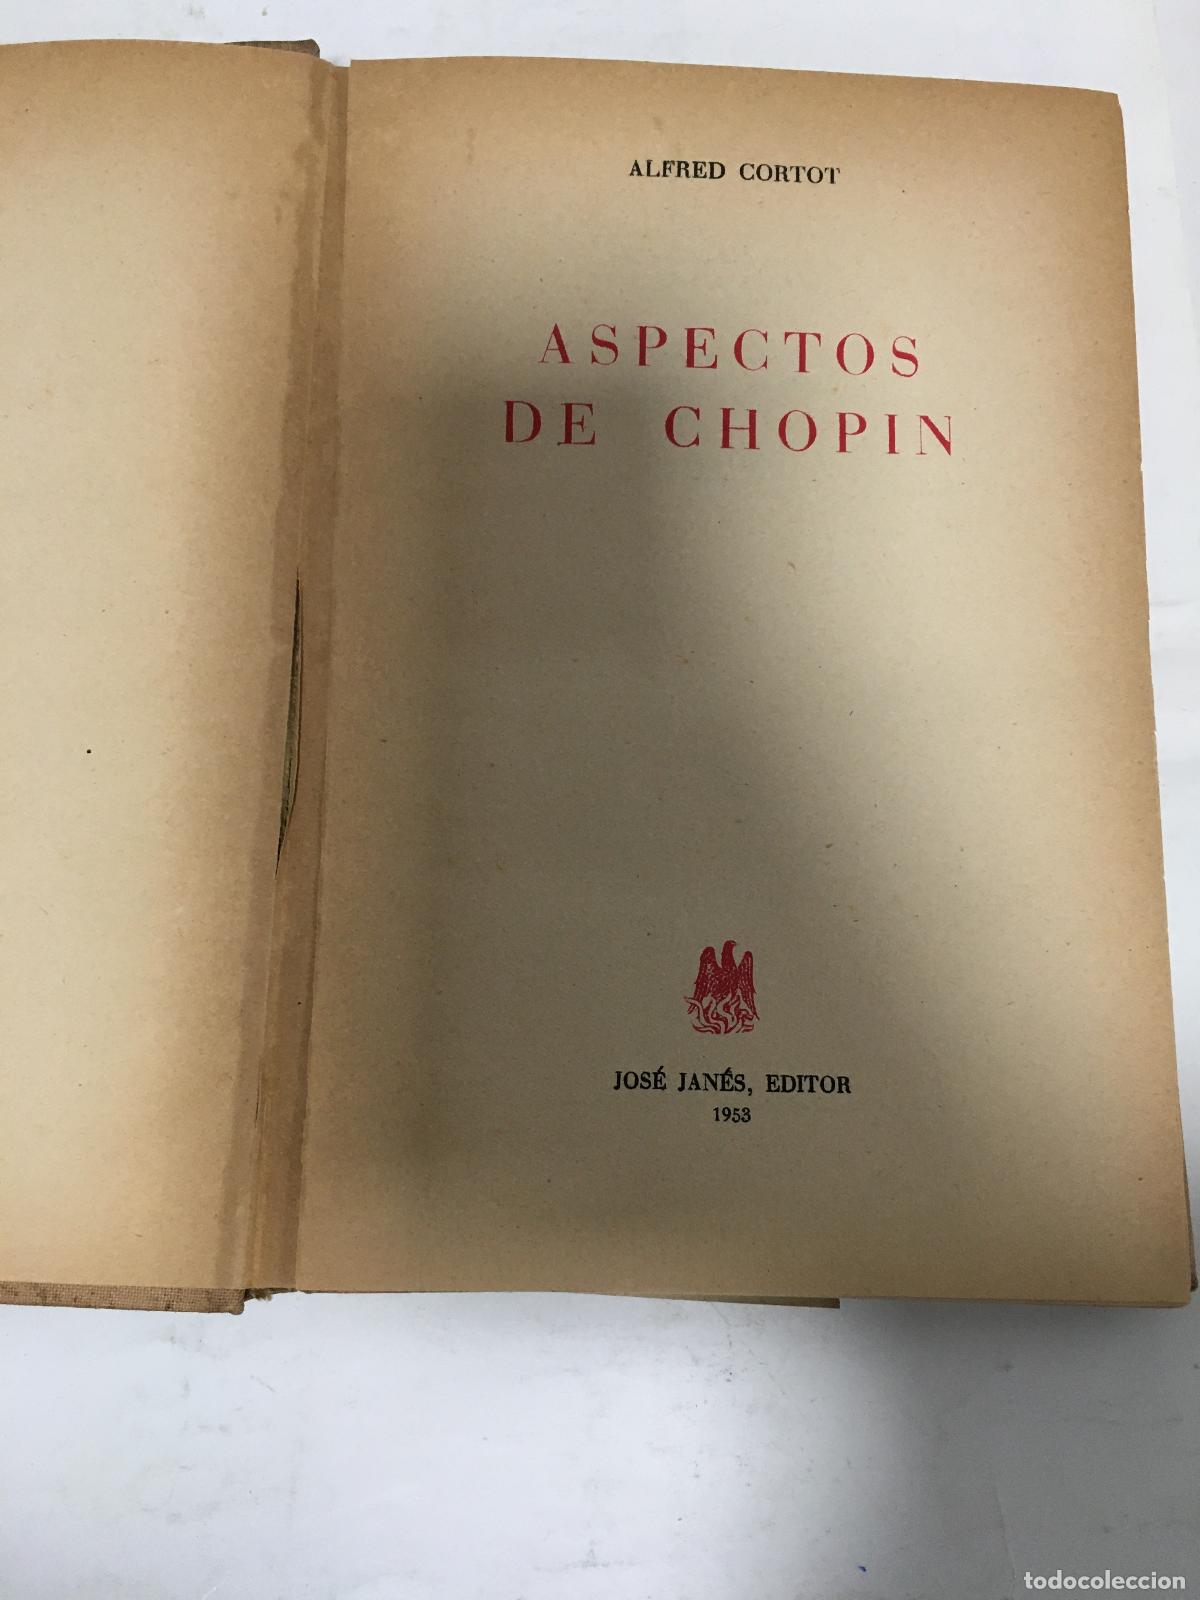 ALFRED CORTOT
ASPECTOS
DE CHOPIN
JOSÉ JANÉS, EDITOR
1953
todocoleccion